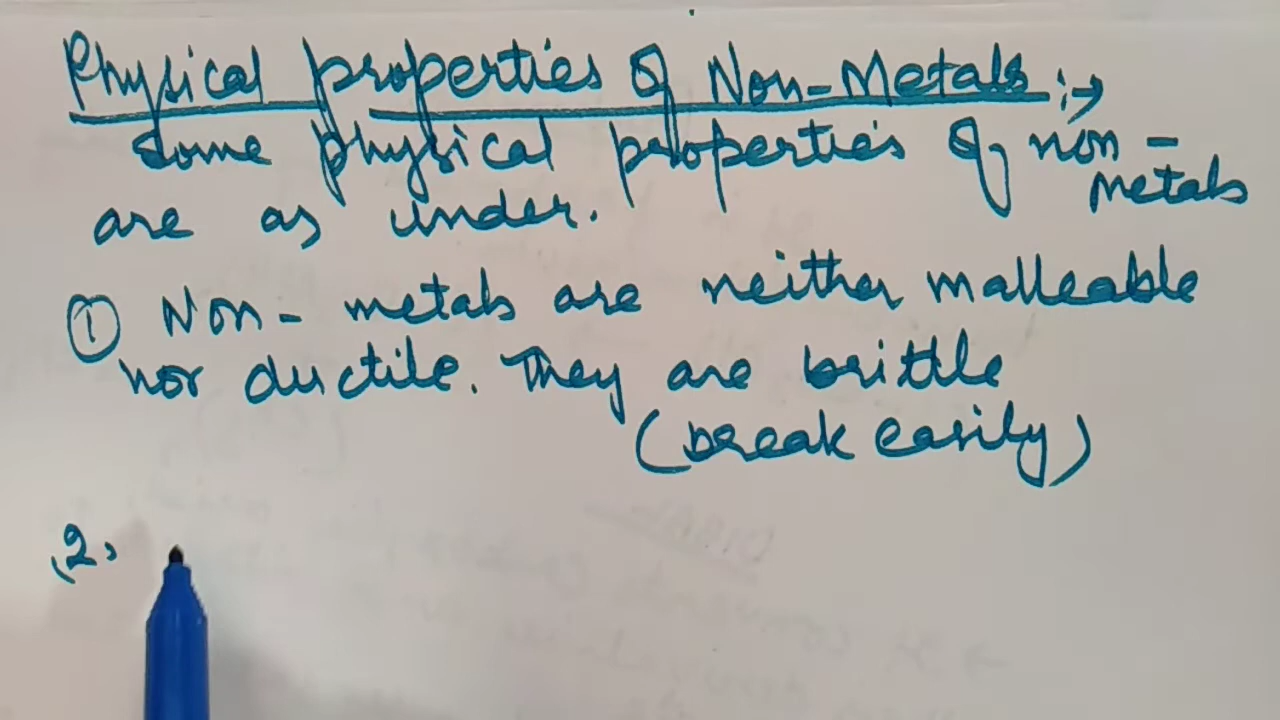 Physical properties of Non-Metals :→
Some physical properties of non-
metals
are as under.
① Non-metals are neither malleable
nor ductile. They are brittle
(break easily)
2.